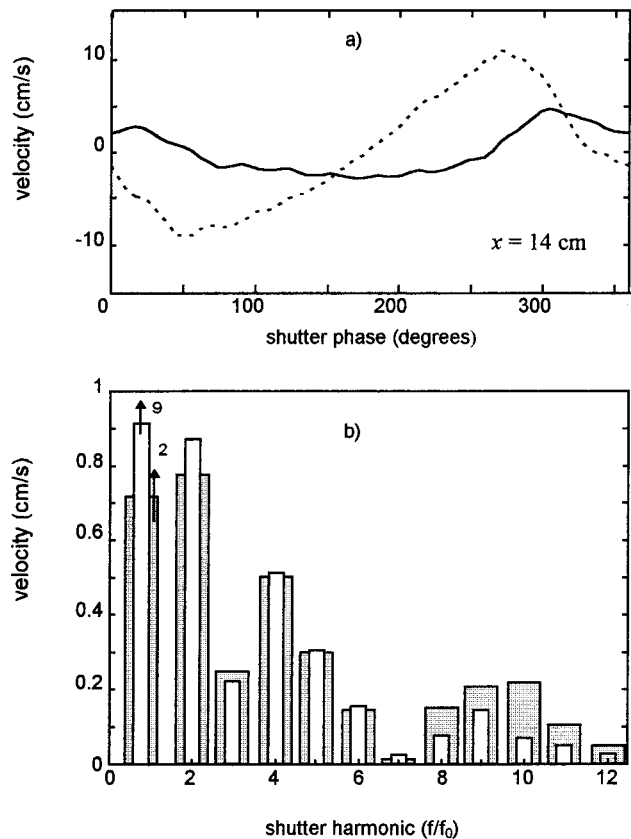 a)
10
0
-10
velocity (cm/s)
x = 14 cm
0 100 200 300
shutter phase (degrees)
b)
1
0.8
0.6
0.4
0.2
0
velocity (cm/s)
9
2
0 2 4 6 8 10 12
shutter harmonic (f/f₀)